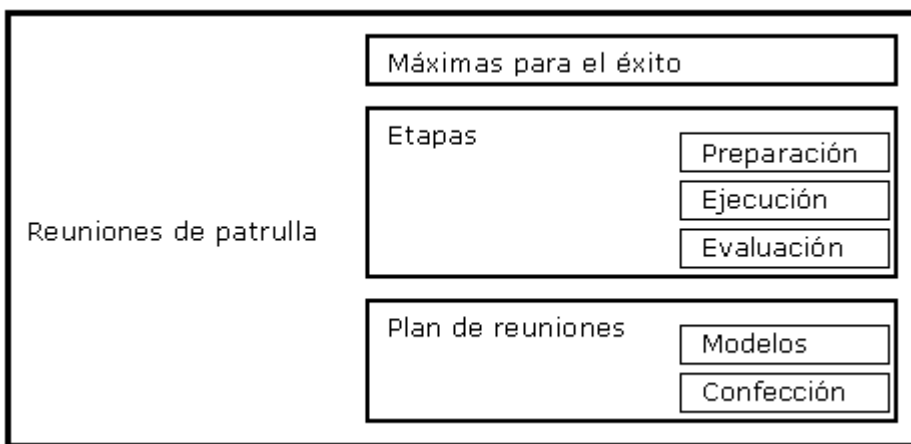 Reuniones de patrulla
Máximas para el éxito
Etapas
Preparación
Ejecución
Evaluación
Plan de reuniones
Modelos
Confección